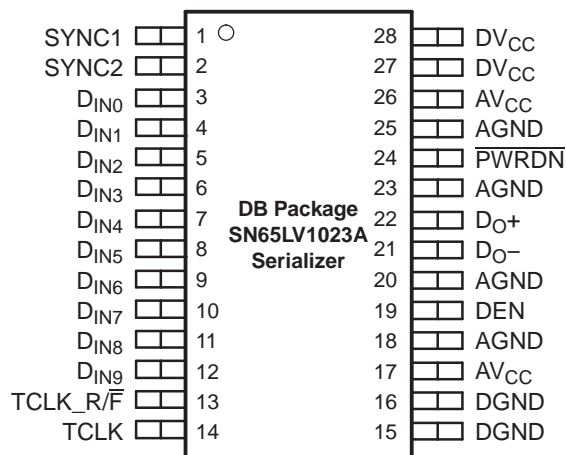 SYNC1 1 28 DVCC
SYNC2 2 27 DVCC
DIN0 3 26 AVCC
DIN1 4 25 AGND
DIN2 5 24 P̅W̅R̅D̅N̅
DIN3 6 23 AGND
DIN4 7 22 DO+
DIN5 8 21 DO−
DIN6 9 20 AGND
DIN7 10 19 DEN
DIN8 11 18 AGND
DIN9 12 17 AVCC
TCLK_R/F̅ 13 16 DGND
TCLK 14 15 DGND
DB Package
SN65LV1023A
Serializer